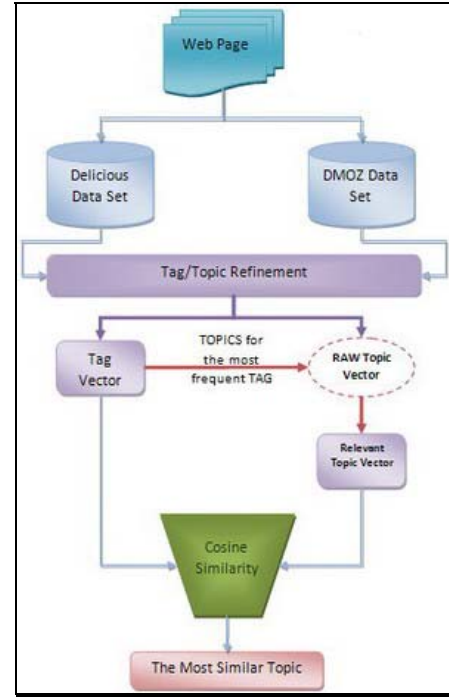 Web Page
Delicious
Data Set
DMOZ Data
Set
Tag/Topic Refinement
Tag
Vector
TOPICS for
the most
frequent TAG
RAW Topic
Vector
Relevant
Topic Vector
Cosine
Similarity
The Most Similar Topic